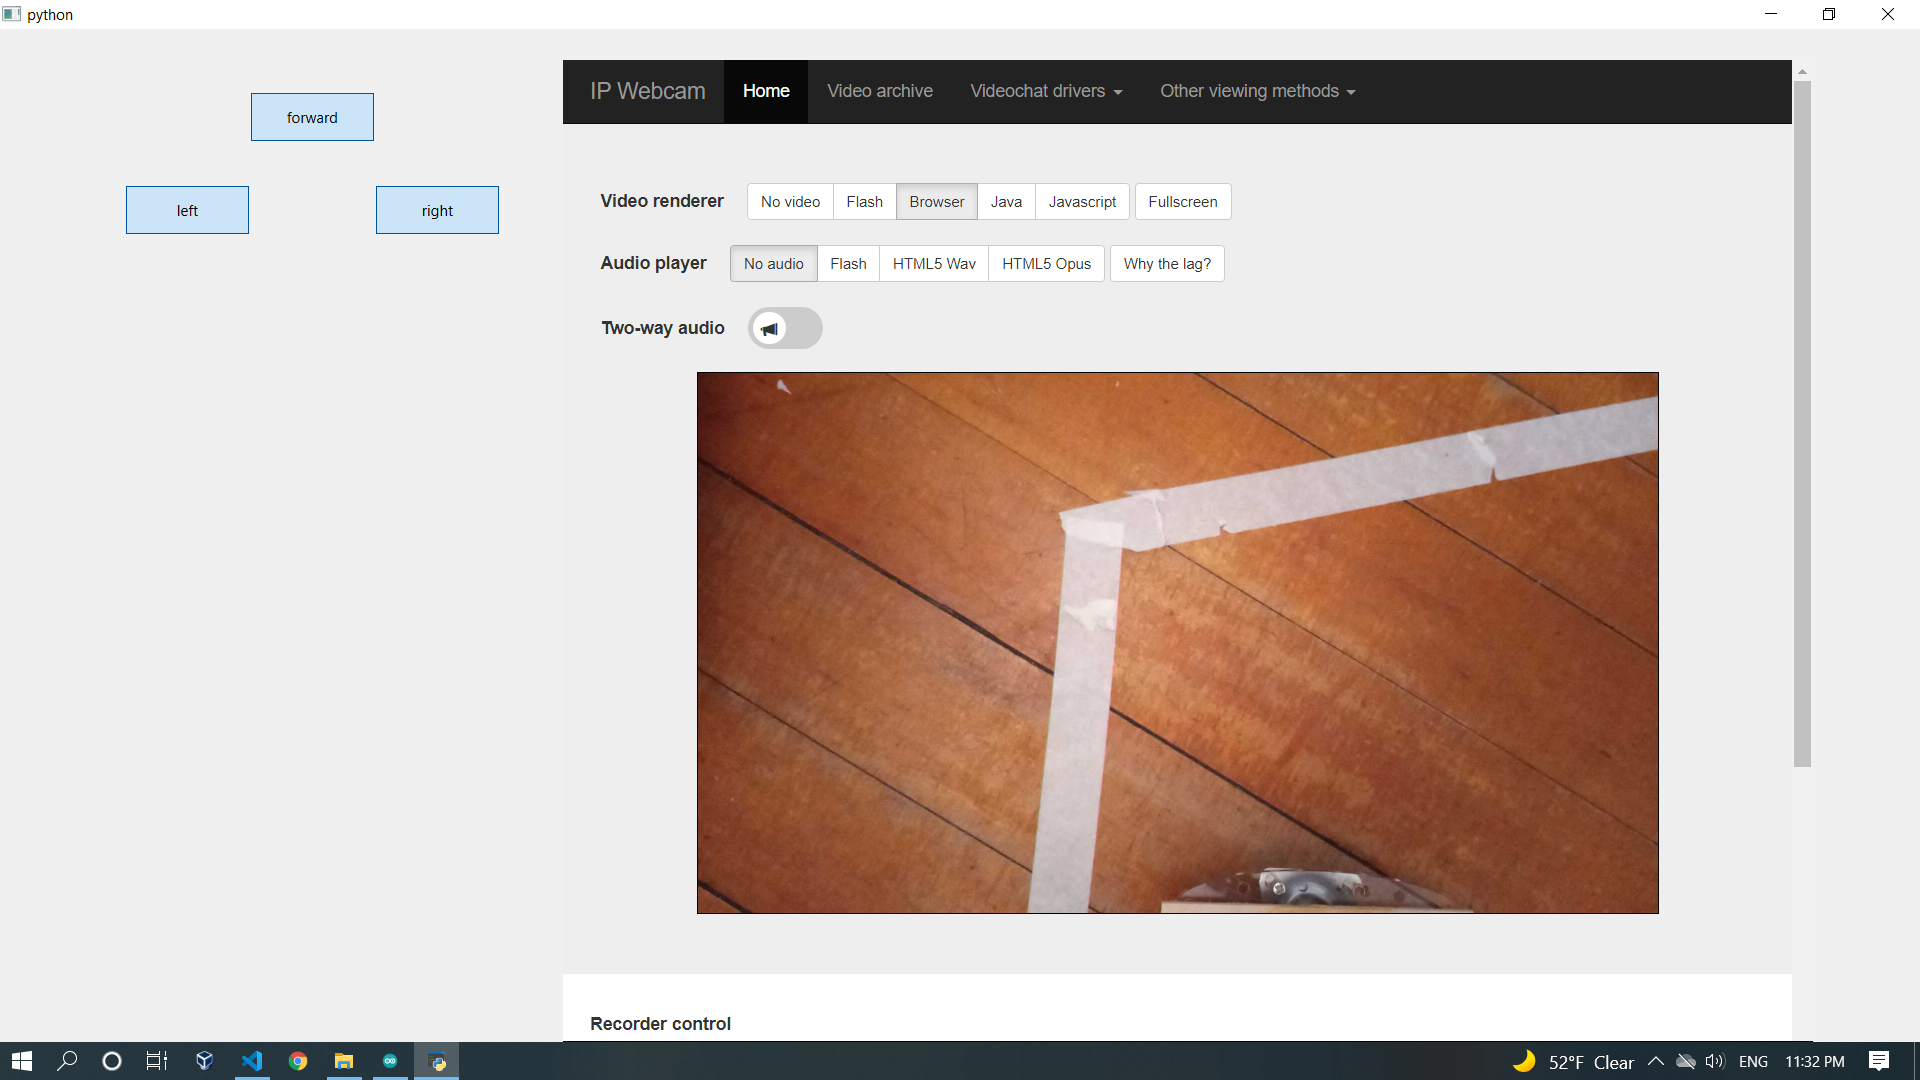 python
forward
left
right
IP Webcam Home Video archive Videochat drivers Other viewing methods
Video renderer No video Flash Browser Java Javascript Fullscreen
Audio player No audio Flash HTML5 Wav HTML5 Opus Why the lag?
Two-way audio
Recorder control
52°F Clear ENG 11:32 PM